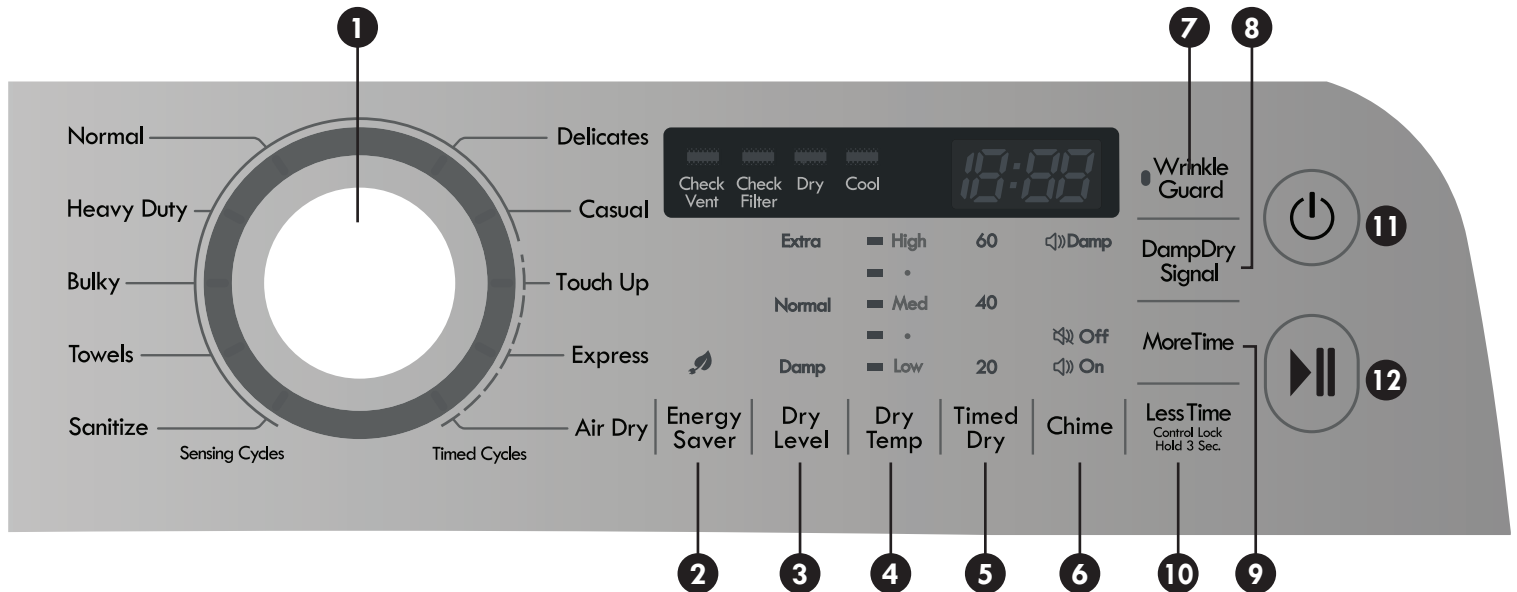 1
7
8
Normal
Heavy Duty
Bulky
Towels
Sanitize
Sensing Cycles
Delicates
Casual
Touch Up
Express
Air Dry
Timed Cycles
Check
Vent
Check
Filter
Dry
Cool
18:88
Extra
Normal
Damp
High
Med
Low
60
40
20
Damp
Off
On
Energy
Saver
Dry
Level
Dry
Temp
Timed
Dry
Chime
Wrinkle
Guard
DampDry
Signal
MoreTime
Less Time
Control Lock
Hold 3 Sec.
11
12
2
3
4
5
6
10
9